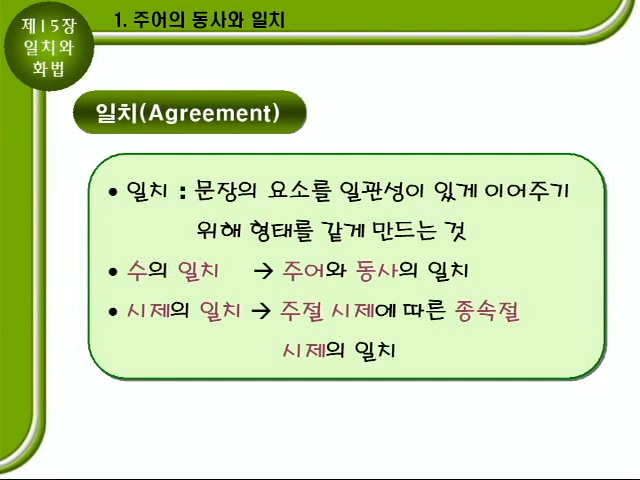 제15장
일치와
화법
1. 주어의 동사와 일치
일치(Agreement)
• 일치 : 문장의 요소를 일관성이 있게 이어주기
위해 형태를 같게 만드는 것
• 수의 일치 → 주어와 동사의 일치
• 시제의 일치 → 주절 시제에 따른 종속절
시제의 일치